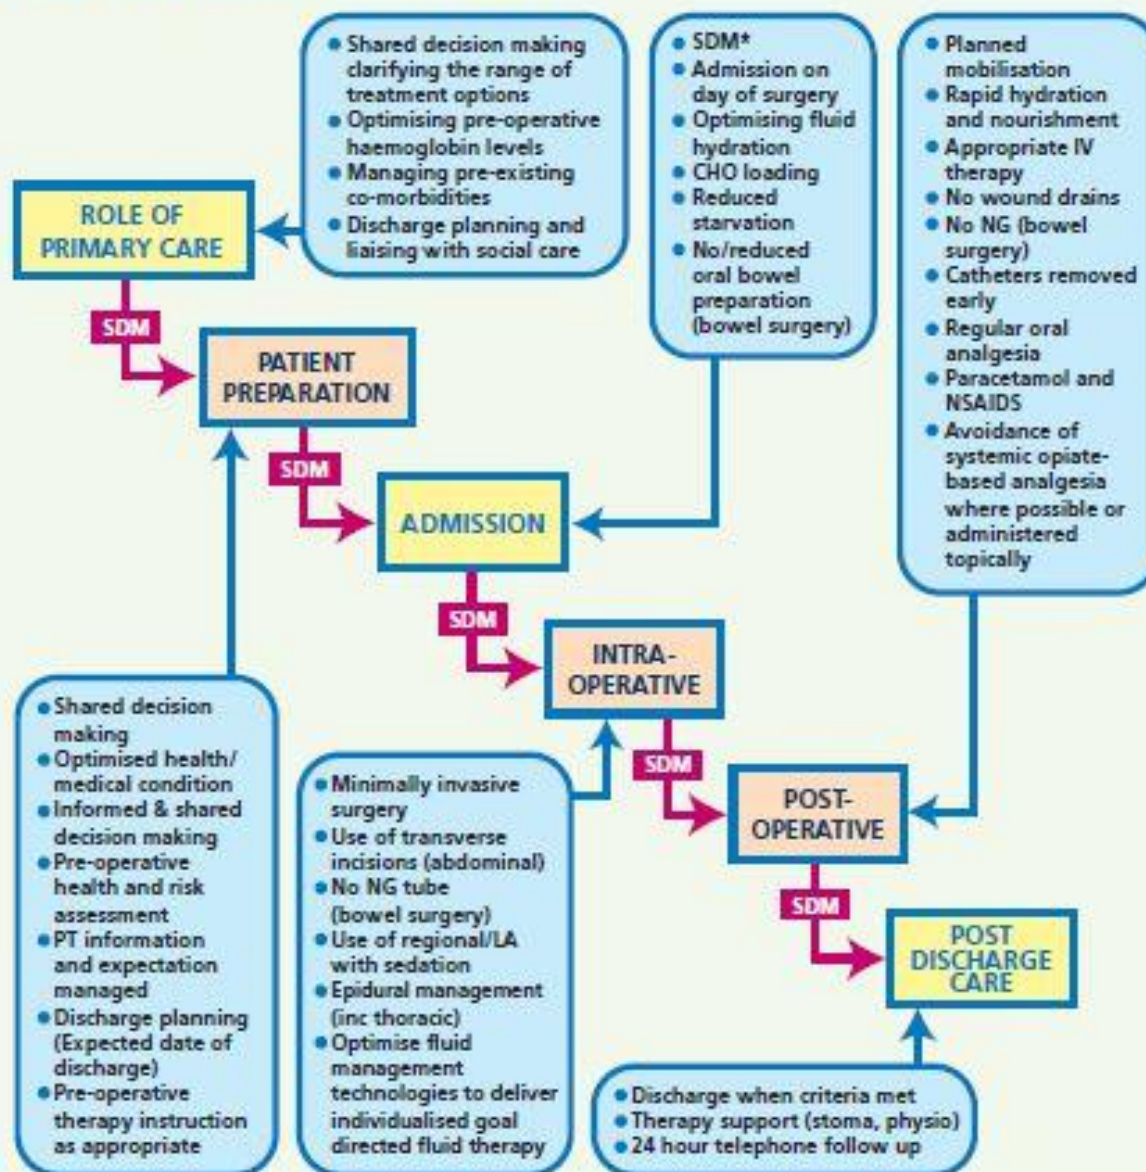 ● Shared decision making
clarifying the range of
treatment options
● Optimising pre-operative
haemoglobin levels
● Managing pre-existing
co-morbidities
● Discharge planning and
liaising with social care
● SDM*
● Admission on
day of surgery
● Optimising fluid
hydration
● CHO loading
● Reduced
starvation
● No/reduced
oral bowel
preparation
(bowel surgery)
● Planned
mobilisation
● Rapid hydration
and nourishment
● Appropriate IV
therapy
● No wound drains
● No NG (bowel
surgery)
● Catheters removed
early
● Regular oral
analgesia
● Paracetamol and
NSAIDS
● Avoidance of
systemic opiate-
based analgesia
where possible or
administered
topically
ROLE OF
PRIMARY CARE
SDM
PATIENT
PREPARATION
SDM
ADMISSION
SDM
INTRA-
OPERATIVE
SDM
POST-
OPERATIVE
SDM
POST
DISCHARGE
CARE
● Shared decision
making
● Optimised health/
medical condition
● Informed & shared
decision making
● Pre-operative
health and risk
assessment
● PT information
and expectation
managed
● Discharge planning
(Expected date of
discharge)
● Pre-operative
therapy instruction
as appropriate
● Minimally invasive
surgery
● Use of transverse
incisions (abdominal)
● No NG tube
(bowel surgery)
● Use of regional/LA
with sedation
● Epidural management
(inc thoracic)
● Optimise fluid
management
technologies to deliver
individualised goal
directed fluid therapy
● Discharge when criteria met
● Therapy support (stoma, physio)
● 24 hour telephone follow up